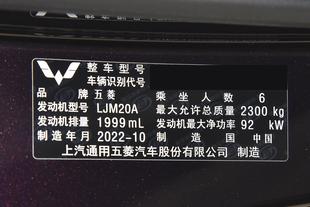 整车型号
车辆识别代号
品牌 五菱 乘坐人数 6
发动机型号 LJM20A 最大允许总质量 2300 kg
发动机排量 1999 mL 发动机最大净功率 92 kW
制造年月 2022-10 制造国 中国
上汽通用五菱汽车股份有限公司 制造